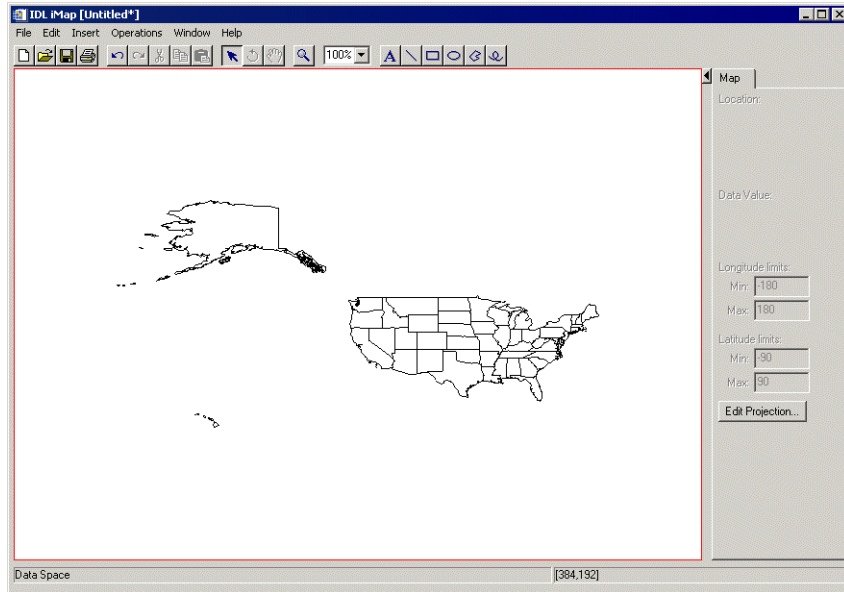 IDL iMap [Untitled*]
File Edit Insert Operations Window Help
100%
A
Map
Location:
Data Value:
Longitude limits:
Min: -180
Max: 180
Latitude limits:
Min: -90
Max: 90
Edit Projection...
Data Space
[384,192]